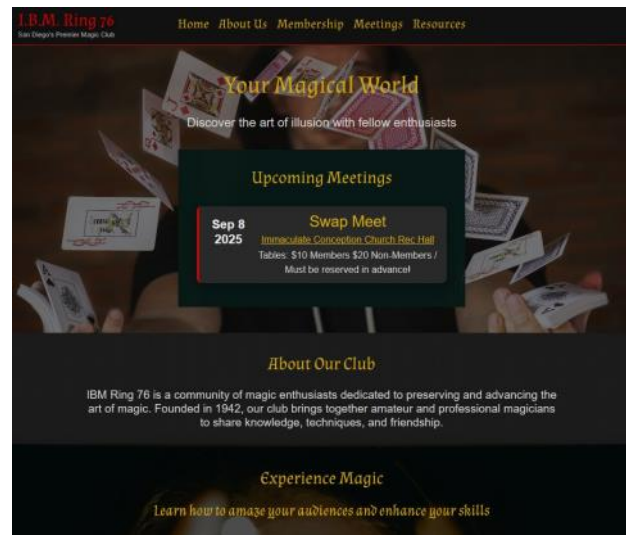 I.B.M. Ring 76
San Diego's Premier Magic Club
Home About Us Membership Meetings Resources
Your Magical World
Discover the art of illusion with fellow enthusiasts
Upcoming Meetings
Sep 8
2025
Swap Meet
Immaculate Conception Church Rec Hall
Tables: $10 Members $20 Non-Members /
Must be reserved in advance!
About Our Club
IBM Ring 76 is a community of magic enthusiasts dedicated to preserving and advancing the
art of magic. Founded in 1942, our club brings together amateur and professional magicians
to share knowledge, techniques, and friendship.
Experience Magic
Learn how to amaze your audiences and enhance your skills